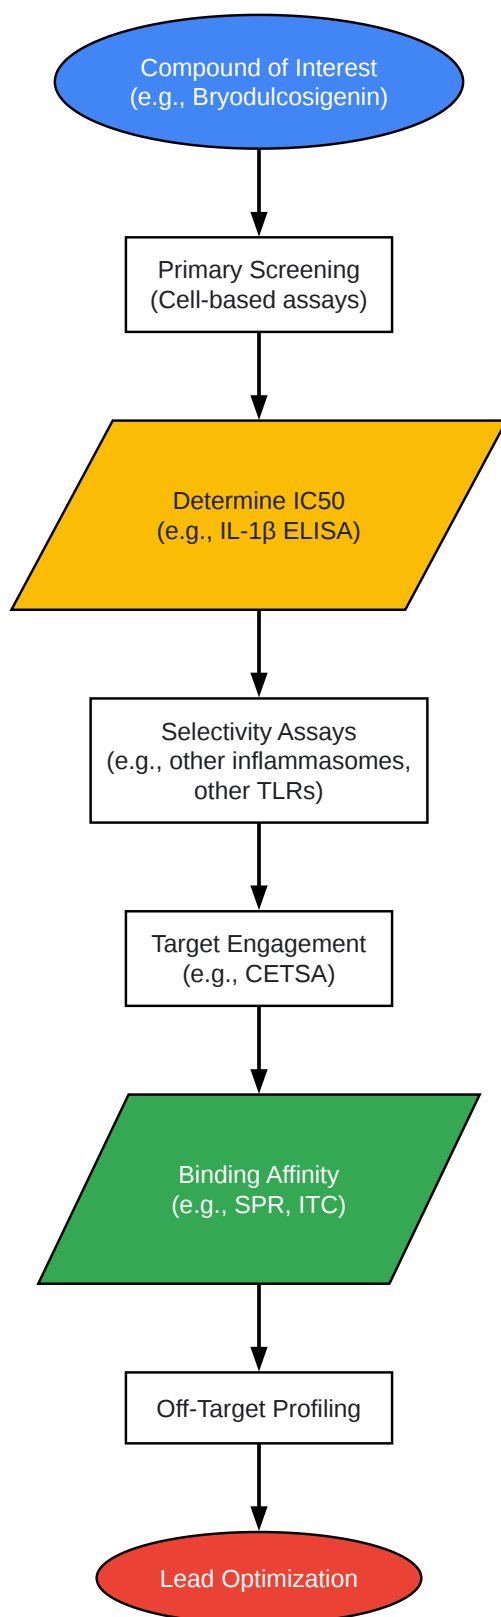 Compound of Interest
(e.g., Bryodulcosigenin)
Primary Screening
(Cell-based assays)
Determine IC50
(e.g., IL-1β ELISA)
Selectivity Assays
(e.g., other inflammasomes,
other TLRs)
Target Engagement
(e.g., CETSA)
Binding Affinity
(e.g., SPR, ITC)
Off-Target Profiling
Lead Optimization